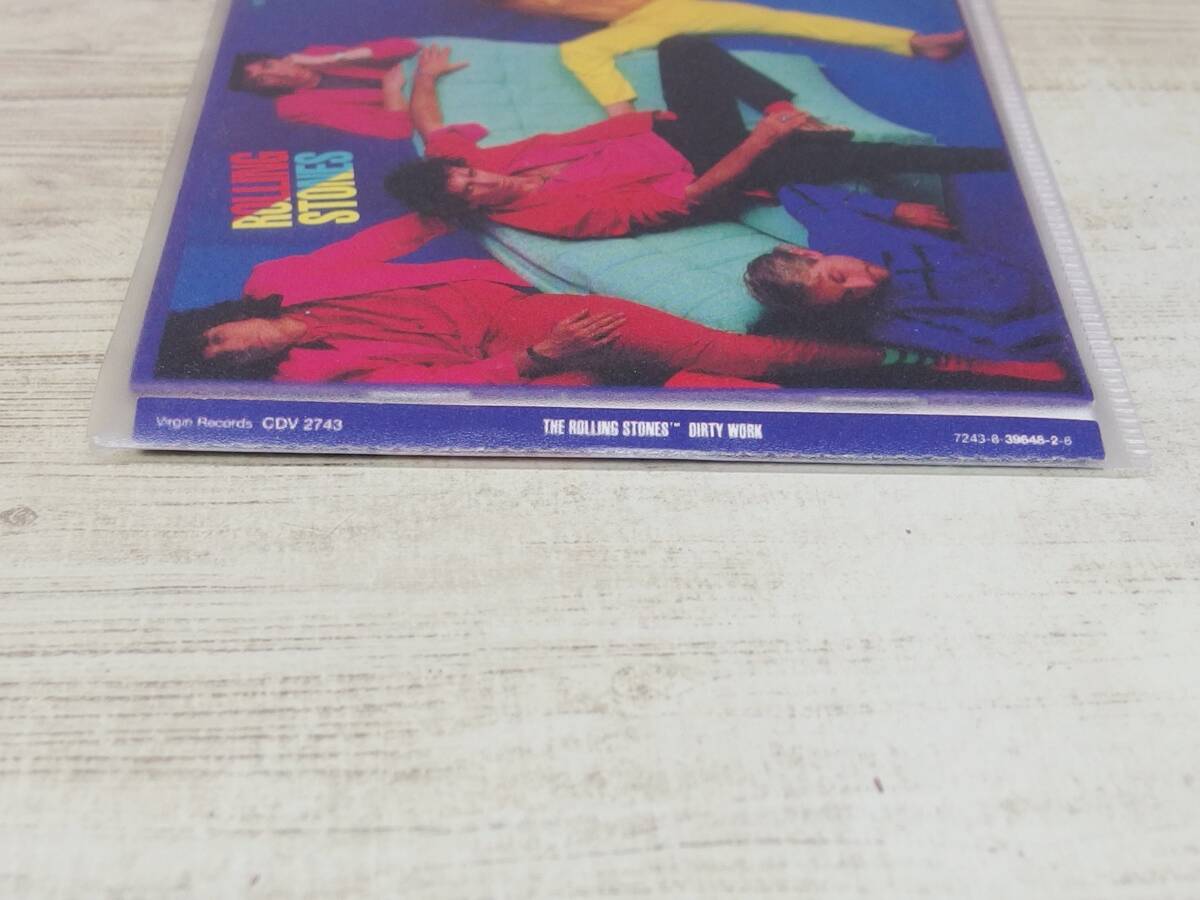 ROLLING
STONES
Virgin Records CDV 2743 THE ROLLING STONES™ DIRTY WORK 7243-8-39648-2-6